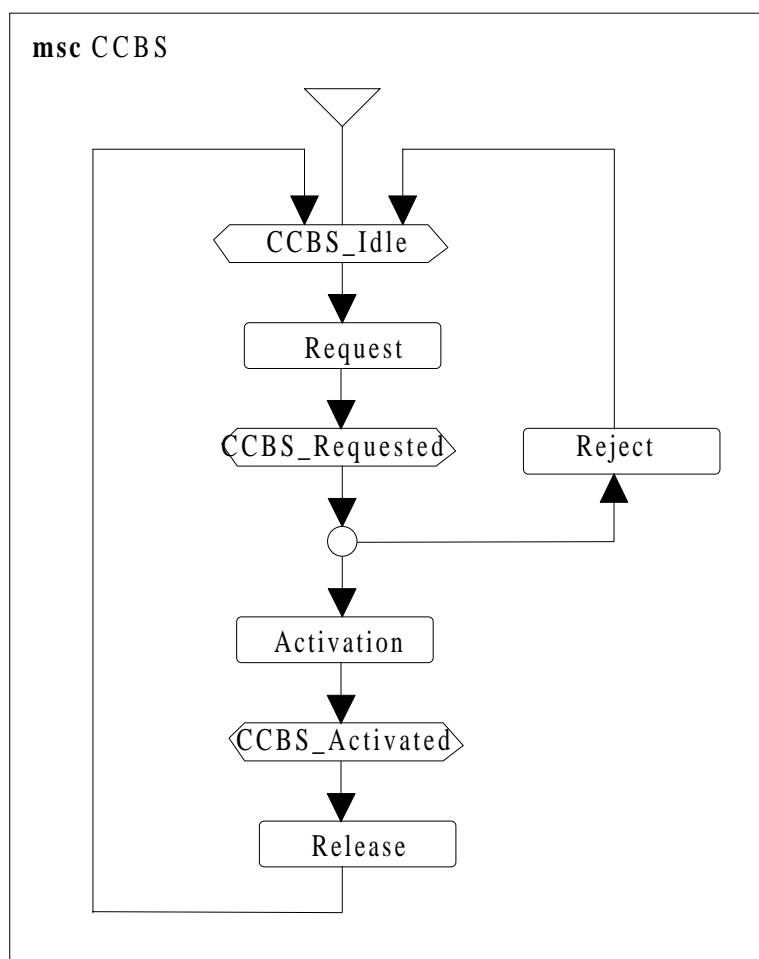 msc CCBS
CCBS_Idle
Request
CCBS_Requested
Reject
Activation
CCBS_Activated
Release